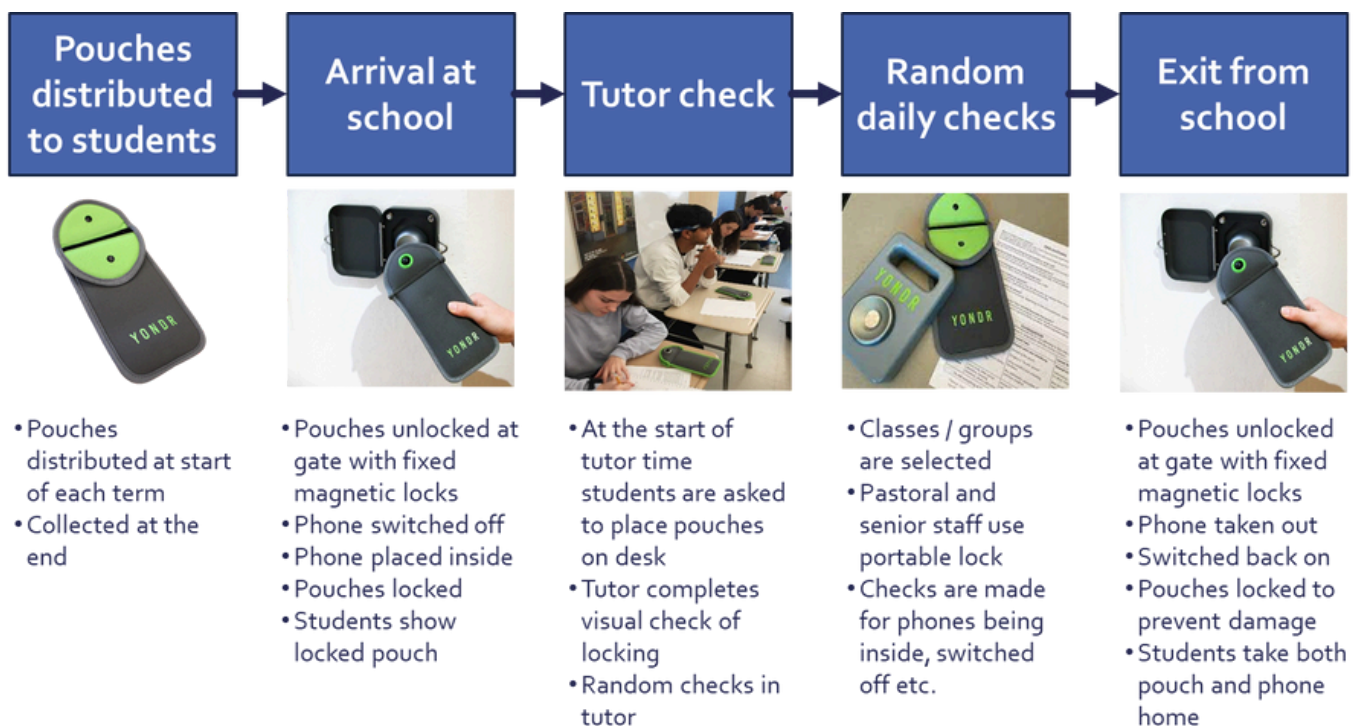 Pouches
distributed
to students
Arrival at
school
Tutor check
Random
daily checks
Exit from
school
YONDR
YONDR
YONDR
YONDR
YONDR
• Pouches
distributed at start
of each term
• Collected at the
end
• Pouches unlocked at
gate with fixed
magnetic locks
• Phone switched off
• Phone placed inside
• Pouches locked
• Students show
locked pouch
• At the start of
tutor time
students are asked
to place pouches
on desk
• Tutor completes
visual check of
locking
• Random checks in
tutor
• Classes / groups
are selected
• Pastoral and
senior staff use
portable lock
• Checks are made
for phones being
inside, switched
off etc.
• Pouches unlocked
at gate with fixed
magnetic locks
• Phone taken out
• Switched back on
• Pouches locked to
prevent damage
• Students take both
pouch and phone
home